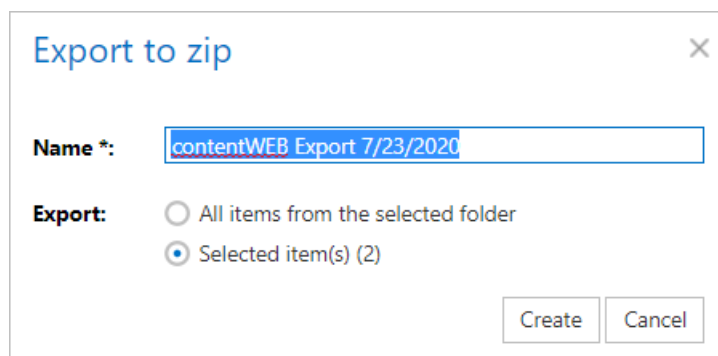 Export to zip
Name *: contentWEB Export 7/23/2020
Export: All items from the selected folder
Selected item(s) (2)
Create Cancel